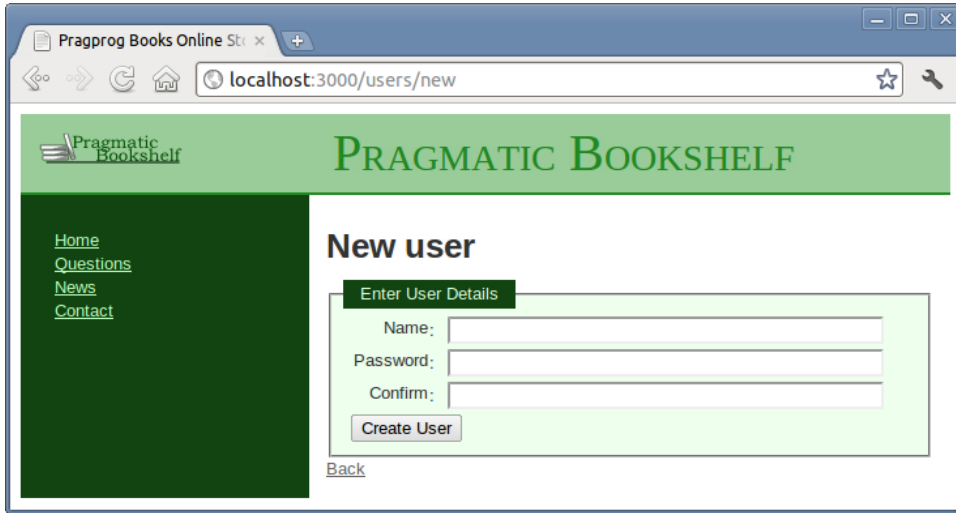 Pragprog Books Online Sto
localhost:3000/users/new
Pragmatic
Bookshelf
PRAGMATIC BOOKSHELF
Home
Questions
News
Contact
New user
Enter User Details
Name:
Password:
Confirm:
Create User
Back